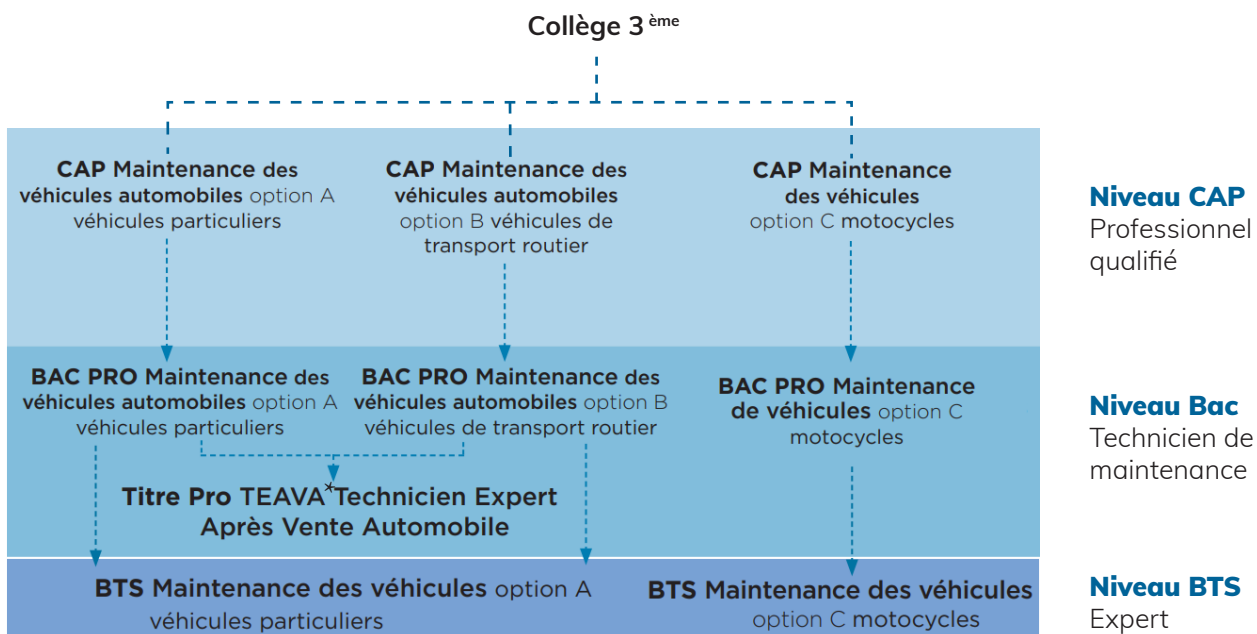 Collège 3 ème
CAP Maintenance des
véhicules automobiles option A
véhicules particuliers
CAP Maintenance des
véhicules automobiles
option B véhicules de
transport routier
CAP Maintenance
des véhicules
option C motocycles
Niveau CAP
Professionnel
qualifié
BAC PRO Maintenance des
véhicules automobiles option A
véhicules particuliers
BAC PRO Maintenance des
véhicules automobiles option B
véhicules de transport routier
BAC PRO Maintenance
de véhicules option C
motocycles
Niveau Bac
Technicien de
maintenance
Titre Pro TEAVA* Technicien Expert
Après Vente Automobile
BTS Maintenance des véhicules option A
véhicules particuliers
BTS Maintenance des véhicules
option C motocycles
Niveau BTS
Expert